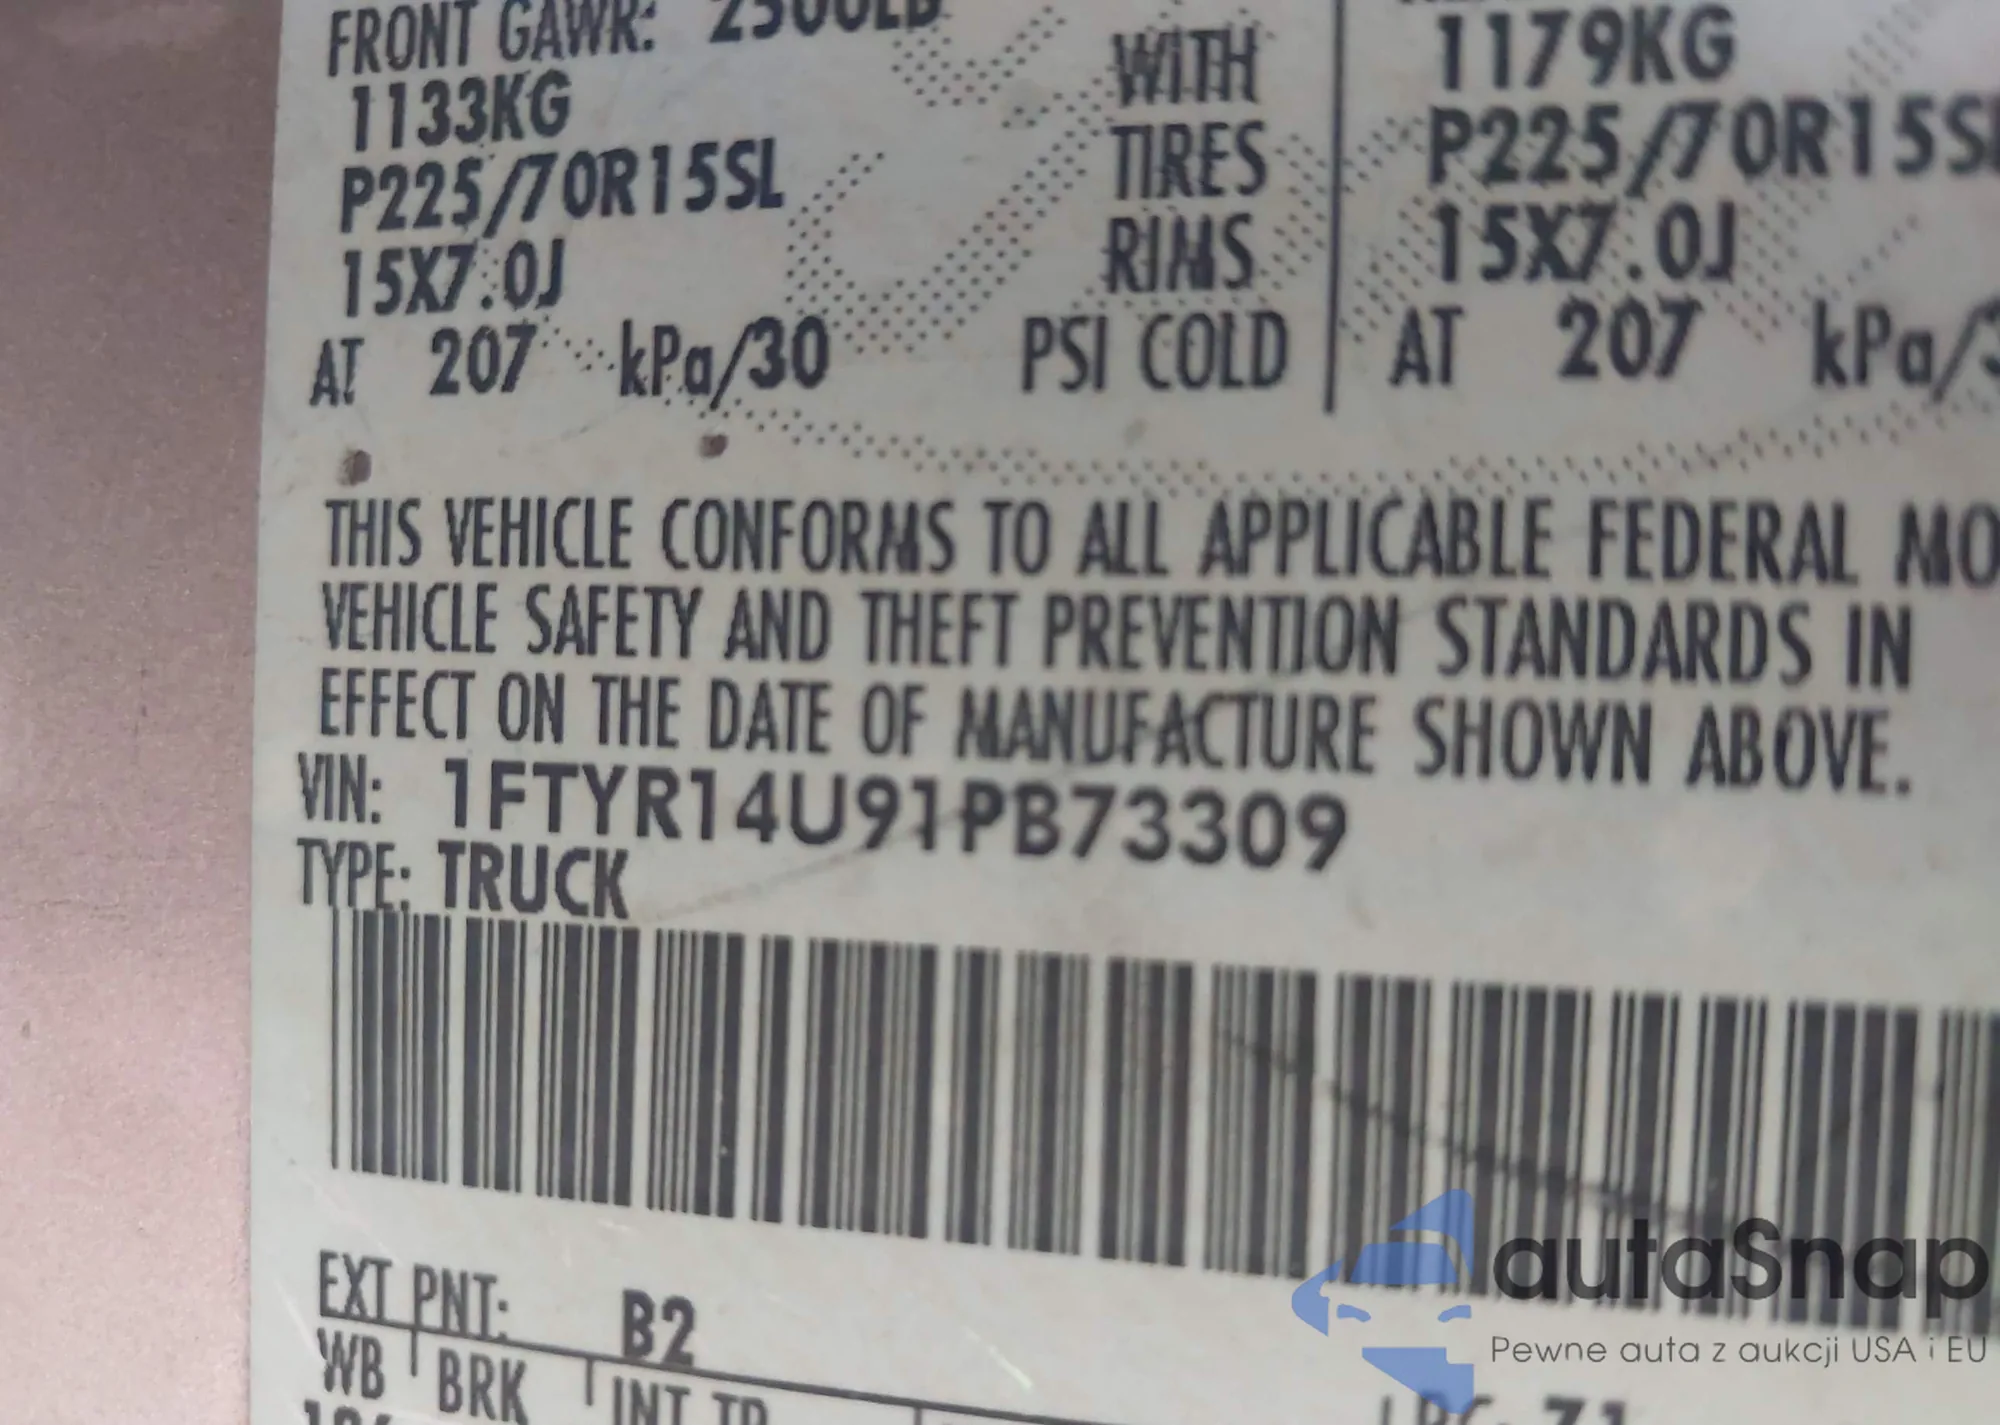 FRONT GAWR: 2500LB
1133KG WITH 1179KG
P225/70R15SL TIRES P225/70R15SL
15X7.0J RIMS 15X7.0J
AT 207 kPa/30 PSI COLD AT 207 kPa/3
THIS VEHICLE CONFORMS TO ALL APPLICABLE FEDERAL MO
VEHICLE SAFETY AND THEFT PREVENTION STANDARDS IN
EFFECT ON THE DATE OF MANUFACTURE SHOWN ABOVE.
VIN: 1FTYR14U91PB73309
TYPE: TRUCK
EXT PNT: B2
WB BRK INT TR
autaSnap
Pewne auta z aukcji USA i EU